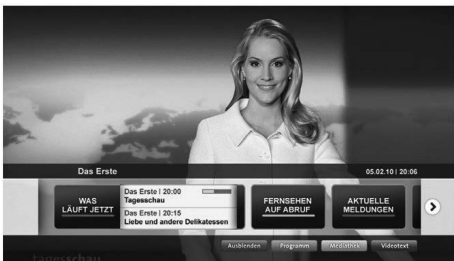 Das Erste
05.02.10 | 20:06
WAS
LÄUFT JETZT
Das Erste | 20:00
Tagesschau
Das Erste | 20:15
Liebe und andere Delikatessen
FERNSEHEN
AUF ABRUF
AKTUELLE
MELDUNGEN
Ausblenden
Programm
Mediathek
Videotext
tagesschau